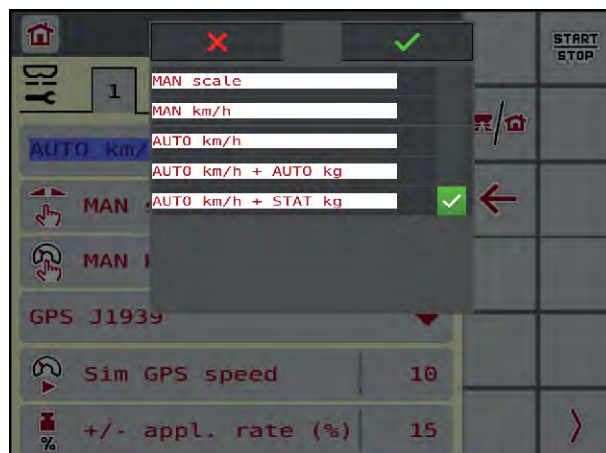 START
STOP
1
MAN scale
MAN km/h
AUTO km/h
AUTO km/h + AUTO kg
AUTO km/h + STAT kg
AUTO km/
MAN
MAN
GPS J1939
Sim GPS speed 10
+/- appl. rate (%) 15
%